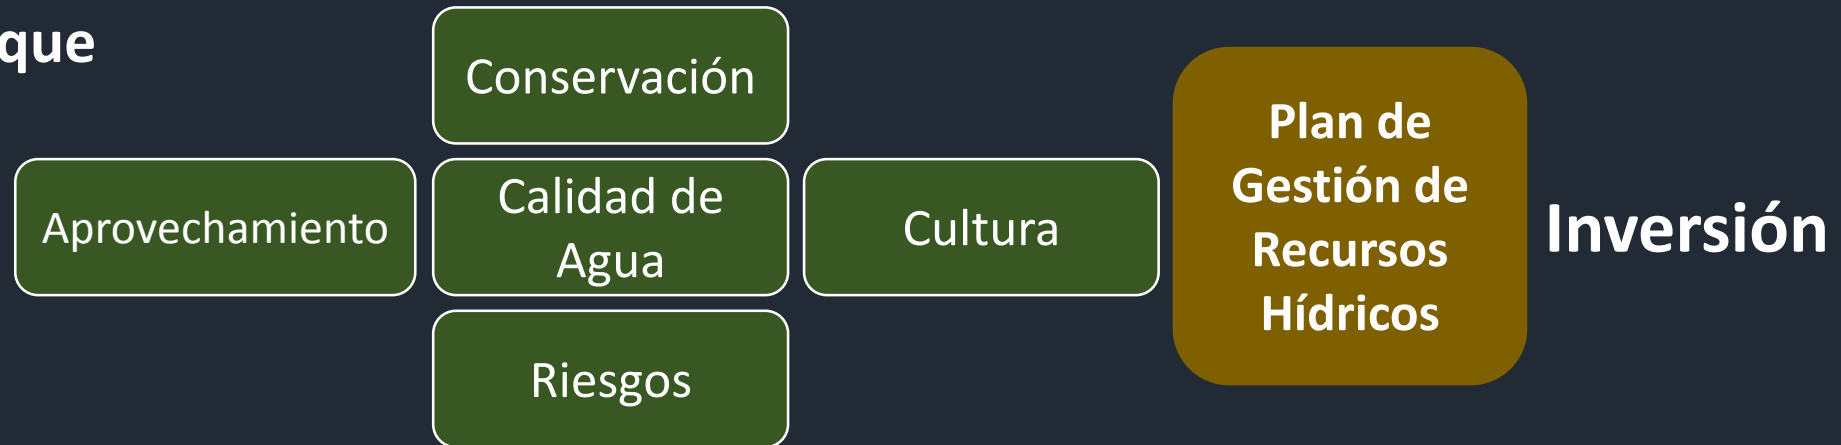 que
Conservación
Aprovechamiento
Calidad de
Agua
Cultura
Riesgos
Plan de
Gestión de
Recursos
Hídricos
Inversión